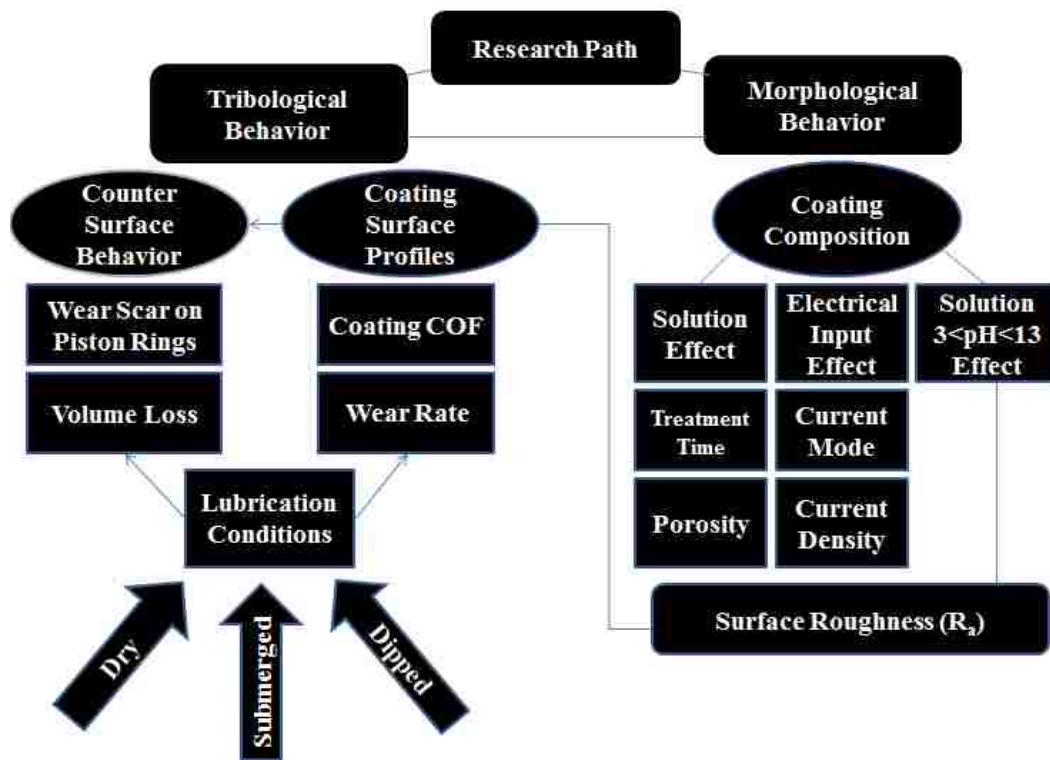 Research Path
Tribological
Behavior
Morphological
Behavior
Counter
Surface
Behavior
Coating
Surface
Profiles
Coating
Composition
Wear Scar on
Piston Rings
Coating COF
Solution
Effect
Electrical
Input
Effect
Solution
3<pH<13
Effect
Volume Loss
Wear Rate
Treatment
Time
Current
Mode
Lubrication
Conditions
Porosity
Current
Density
Dry
Submerged
Dipped
Surface Roughness (Rₐ)